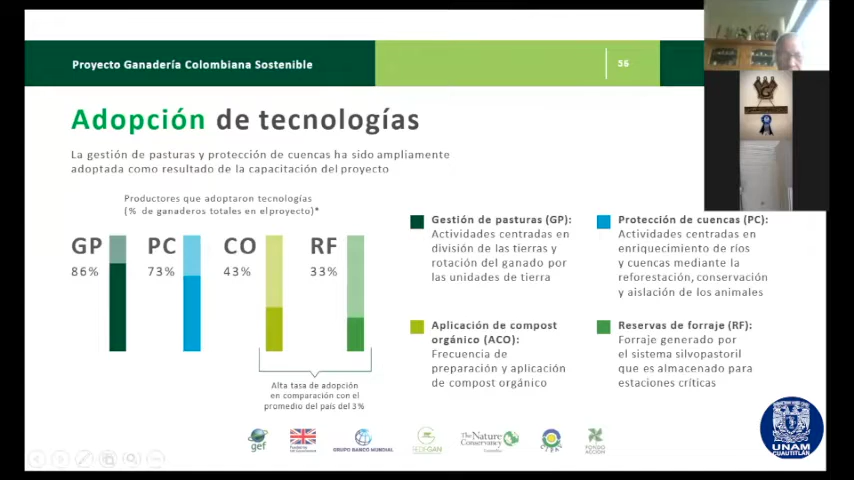 Proyecto Ganadería Colombiana Sostenible
56
Adopción de tecnologías
La gestión de pasturas y protección de cuencas ha sido ampliamente
adoptada como resultado de la capacitación del proyecto
Productores que adoptaron tecnologías
(% de ganaderos totales en el proyecto)*
GP
86%
PC
73%
CO
43%
RF
33%
Alta tasa de adopción
en comparación con el
promedio del país del 3%
Gestión de pasturas (GP):
Actividades centradas en
división de las tierras y
rotación del ganado por
las unidades de tierra
Protección de cuencas (PC):
Actividades centradas en
enriquecimiento de ríos
y cuencas mediante la
reforestación, conservación
y aislación de los animales
Aplicación de compost
orgánico (ACO):
Frecuencia de
preparación y aplicación
de compost orgánico
Reservas de forraje (RF):
Forraje generado por
el sistema silvopastoril
que es almacenado para
estaciones críticas
gef
GRUPO BANCO MUNDIAL
FEDEGAN
The Nature
Conservancy
FONDO
ACCIÓN
UNAM
CUAUTITLÁN